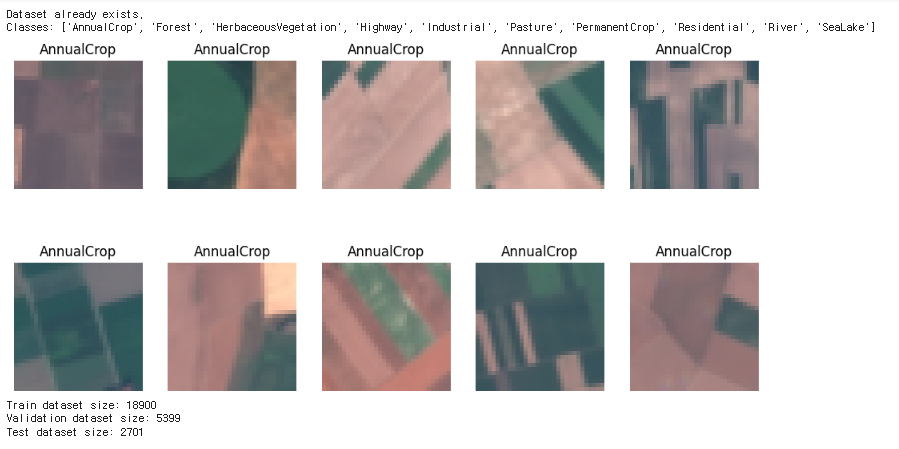 Dataset already exists.
Classes: ['AnnualCrop', 'Forest', 'HerbaceousVegetation', 'Highway', 'Industrial', 'Pasture', 'PermanentCrop', 'Residential', 'River', 'SeaLake']
AnnualCrop AnnualCrop AnnualCrop AnnualCrop AnnualCrop
AnnualCrop AnnualCrop AnnualCrop AnnualCrop AnnualCrop
Train dataset size: 18900
Validation dataset size: 5399
Test dataset size: 2701